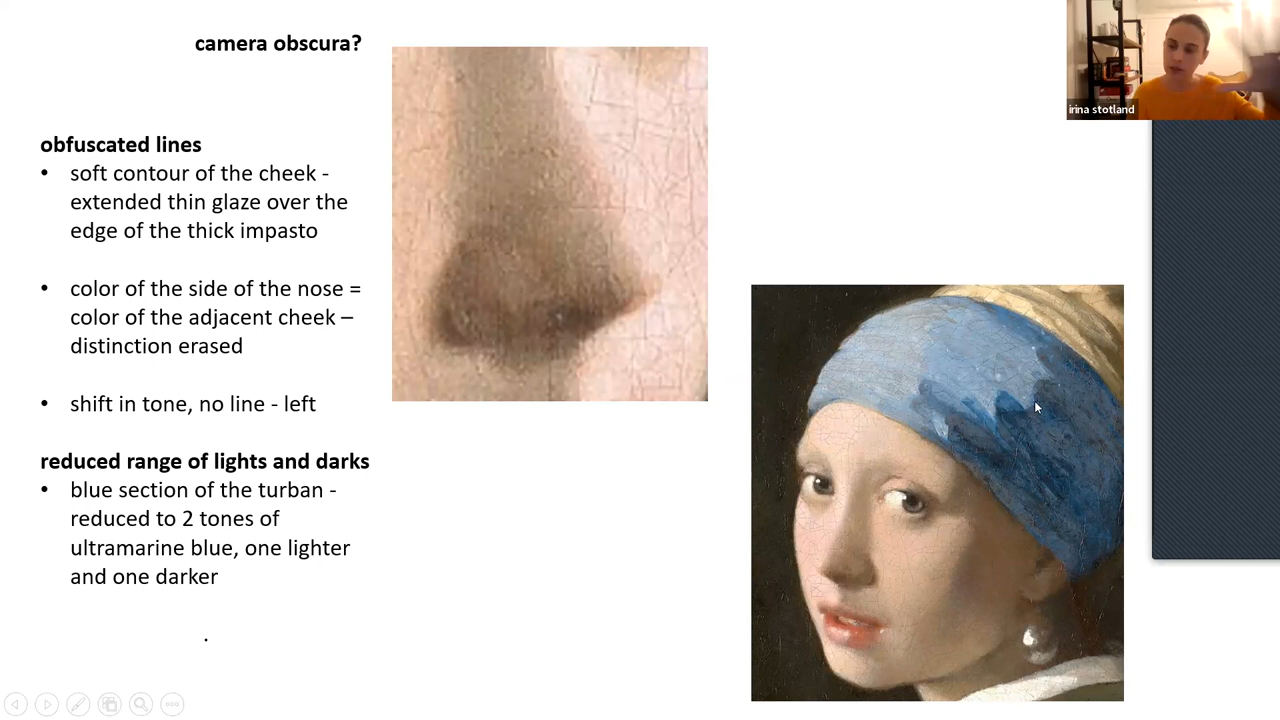 camera obscura?
irina stotland
obfuscated lines
• soft contour of the cheek -
extended thin glaze over the
edge of the thick impasto
• color of the side of the nose =
color of the adjacent cheek –
distinction erased
• shift in tone, no line - left
reduced range of lights and darks
• blue section of the turban -
reduced to 2 tones of
ultramarine blue, one lighter
and one darker
.